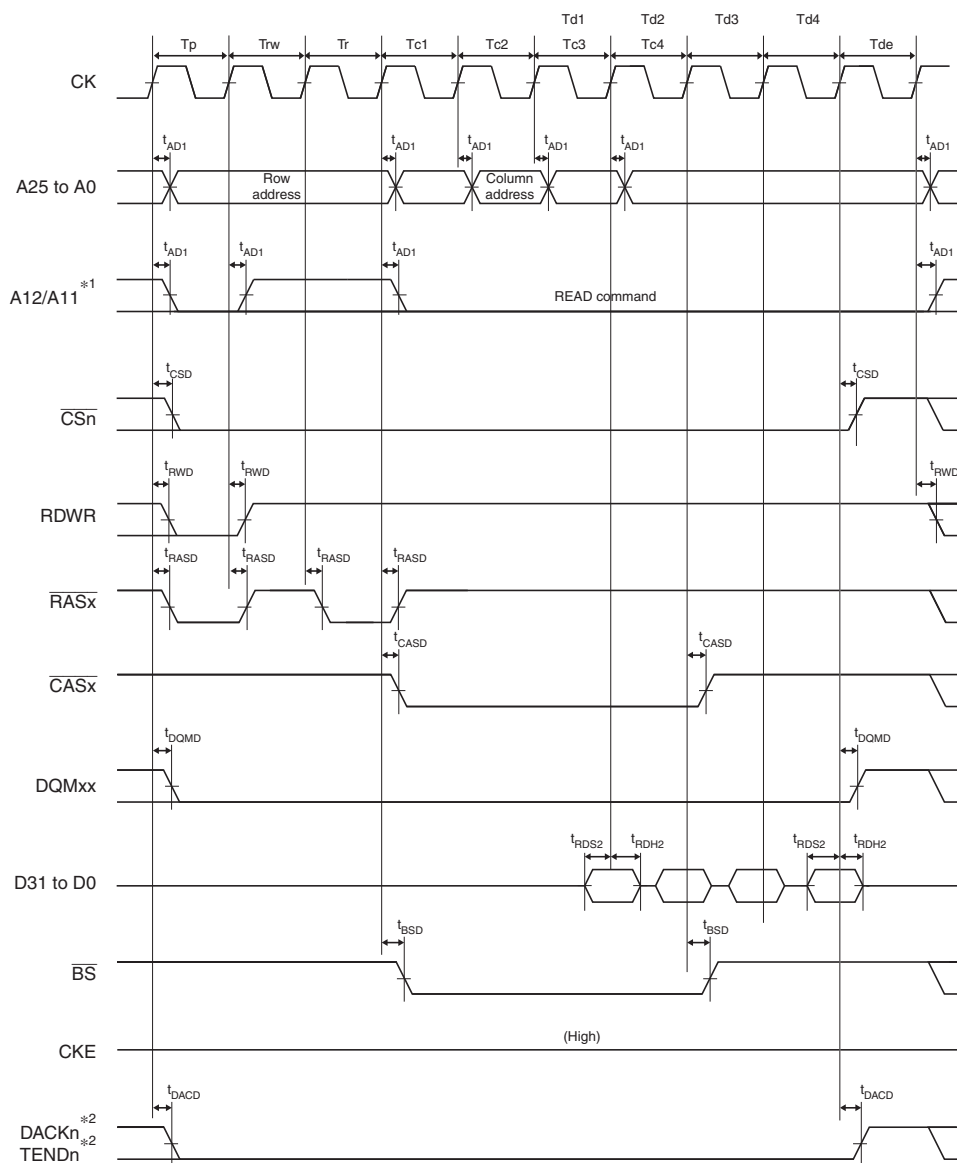 Td1 Td2 Td3 Td4
Tp Trw Tr Tc1 Tc2 Tc3 Tc4 Tde
CK
tAD1 tAD1 tAD1 tAD1 tAD1 tAD1
A25 to A0
Row address
Column address
tAD1 tAD1 tAD1 tAD1
A12/A11 *1
READ command
tCSD tCSD
CSn
tRWD tRWD tRWD
RDWR
tRASD tRASD tRASD tRASD
RASx
tCASD tCASD
CASx
tDQMD tDQMD
DQMxx
tRDS2 tRDH2 tRDS2 tRDH2
D31 to D0
tBSD tBSD
BS
(High)
CKE
tDACD tDACD
DACKn *2
TENDn *2